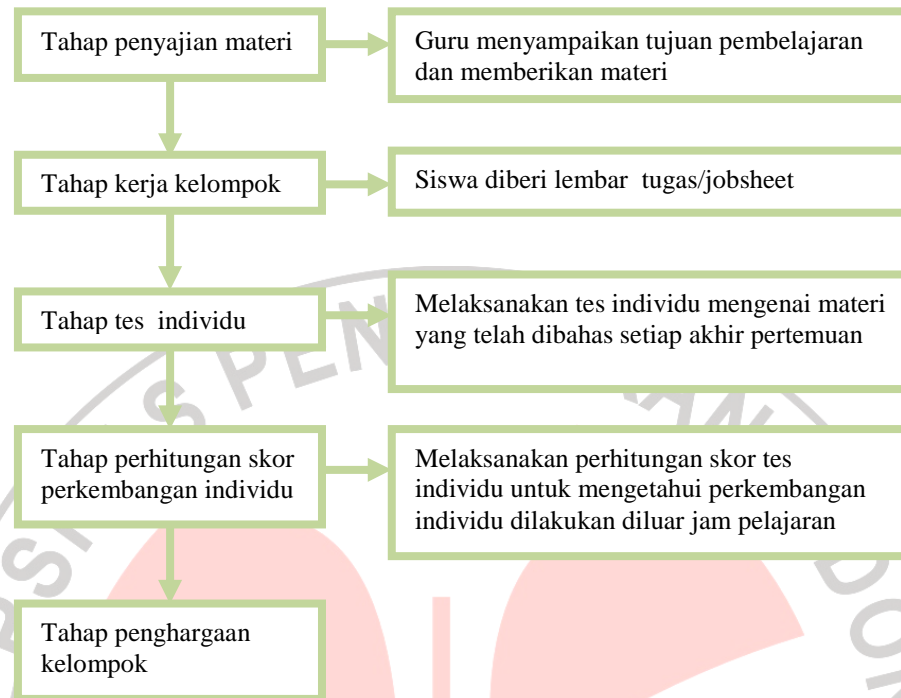 Tahap penyajian materi
Guru menyampaikan tujuan pembelajaran
dan memberikan materi
Tahap kerja kelompok
Siswa diberi lembar tugas/jobsheet
Tahap tes individu
Melaksanakan tes individu mengenai materi
yang telah dibahas setiap akhir pertemuan
Tahap perhitungan skor
perkembangan individu
Melaksanakan perhitungan skor tes
individu untuk mengetahui perkembangan
individu dilakukan diluar jam pelajaran
Tahap penghargaan
kelompok